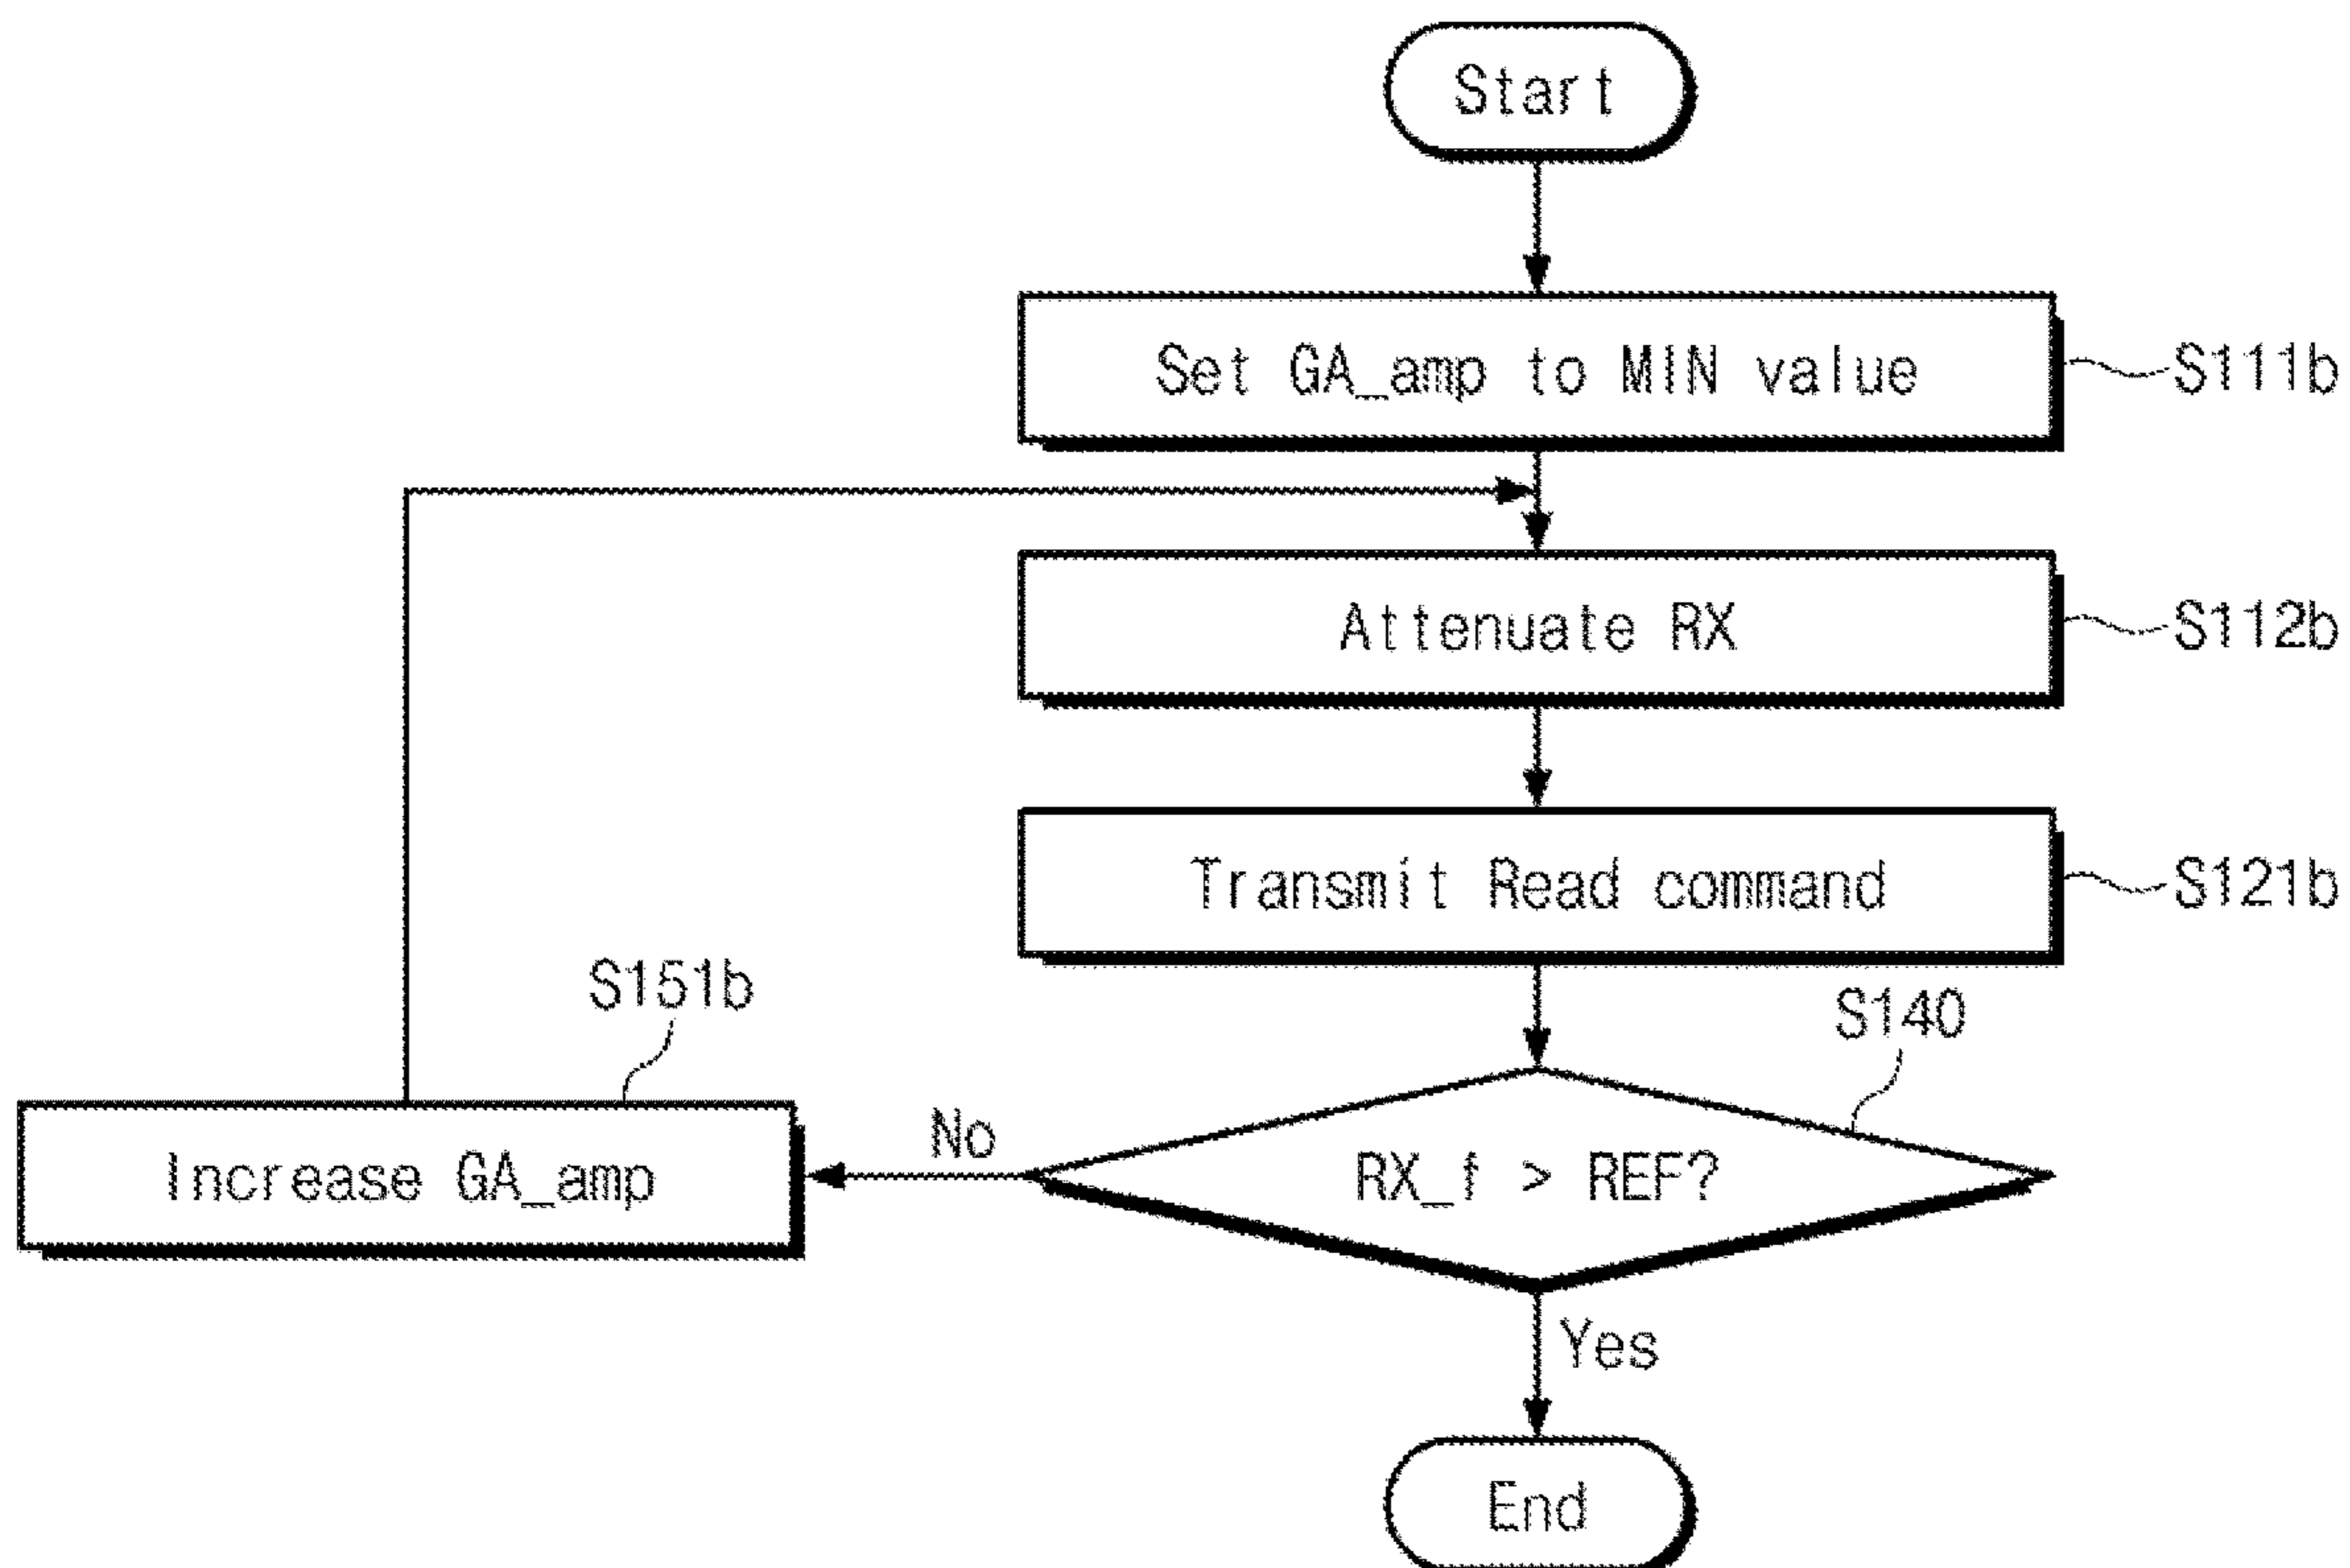 Start
Set GA_amp to MIN value
S111b
Attenuate RX
S112b
Transmit Read command
S121b
S151b
S140
Increase GA_amp
No
RX_f > REF?
Yes
End